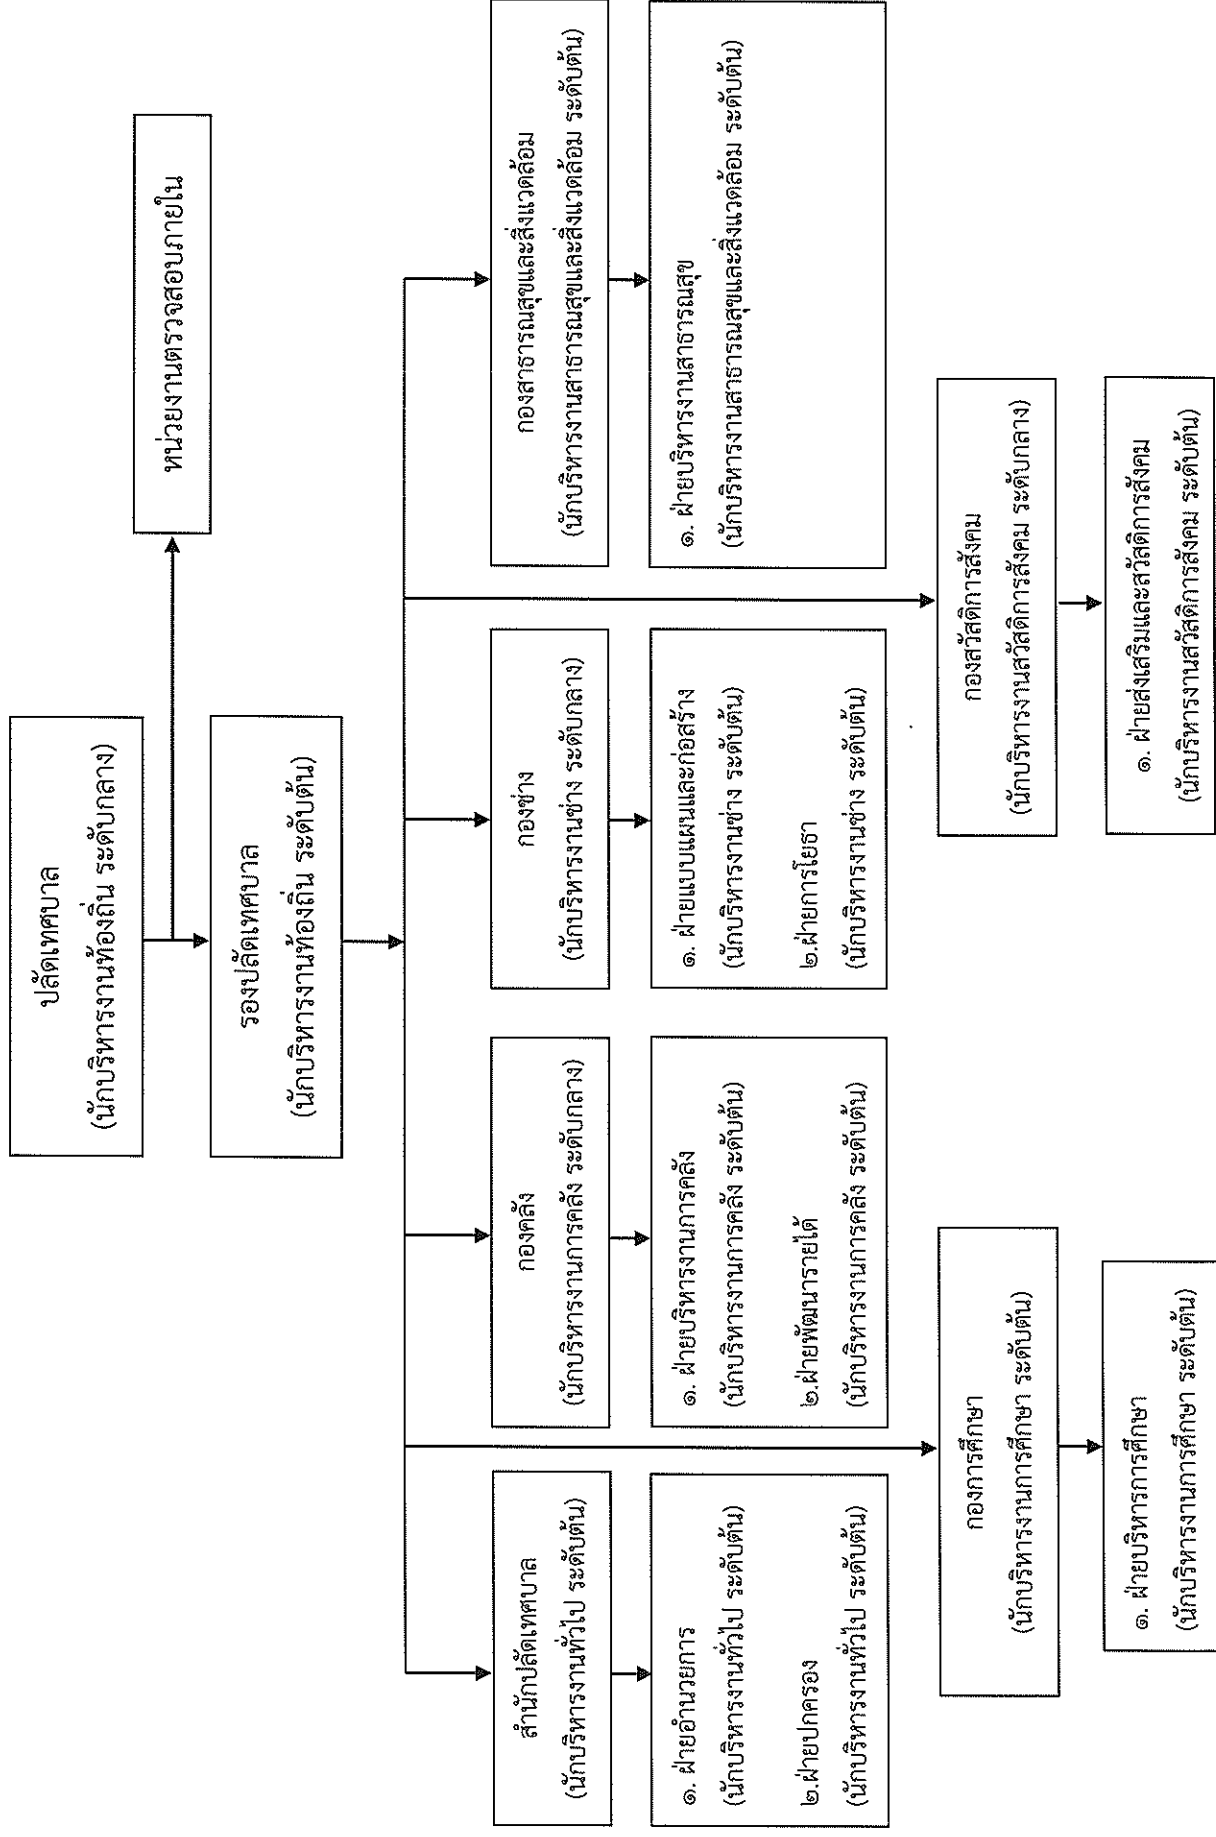 ปลัดเทศบาล
(นักบริหารงานท้องถิ่น ระดับกลาง)
หน่วยงานตรวจสอบภายใน
รองปลัดเทศบาล
(นักบริหารงานท้องถิ่น ระดับต้น)
สำนักปลัดเทศบาล
(นักบริหารงานทั่วไป ระดับต้น)
กองคลัง
(นักบริหารงานการคลัง ระดับกลาง)
กองช่าง
(นักบริหารงานช่าง ระดับกลาง)
กองสาธารณสุขและสิ่งแวดล้อม
(นักบริหารงานสาธารณสุขและสิ่งแวดล้อม ระดับต้น)
๑. ฝ่ายอำนวยการ
(นักบริหารงานทั่วไป ระดับต้น)
๒.ฝ่ายปกครอง
(นักบริหารงานทั่วไป ระดับต้น)
๑. ฝ่ายบริหารงานการคลัง
(นักบริหารงานการคลัง ระดับต้น)
๒.ฝ่ายพัฒนารายได้
(นักบริหารงานการคลัง ระดับต้น)
๑. ฝ่ายแบบแผนและก่อสร้าง
(นักบริหารงานช่าง ระดับต้น)
๒.ฝ่ายการโยธา
(นักบริหารงานช่าง ระดับต้น)
๑. ฝ่ายบริหารงานสาธารณสุข
(นักบริหารงานสาธารณสุขและสิ่งแวดล้อม ระดับต้น)
กองการศึกษา
(นักบริหารงานการศึกษา ระดับต้น)
กองสวัสดิการสังคม
(นักบริหารงานสวัสดิการสังคม ระดับกลาง)
๑. ฝ่ายบริหารการศึกษา
(นักบริหารงานการศึกษา ระดับต้น)
๑. ฝ่ายส่งเสริมและสวัสดิการสังคม
(นักบริหารงานสวัสดิการสังคม ระดับต้น)